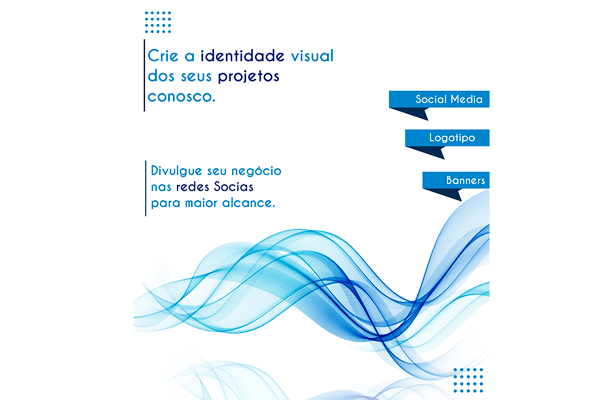 Crie a identidade visual
dos seus projetos
conosco.
Social Media
Logotipo
Banners
Divulgue seu negócio
nas redes Socias
para maior alcance.